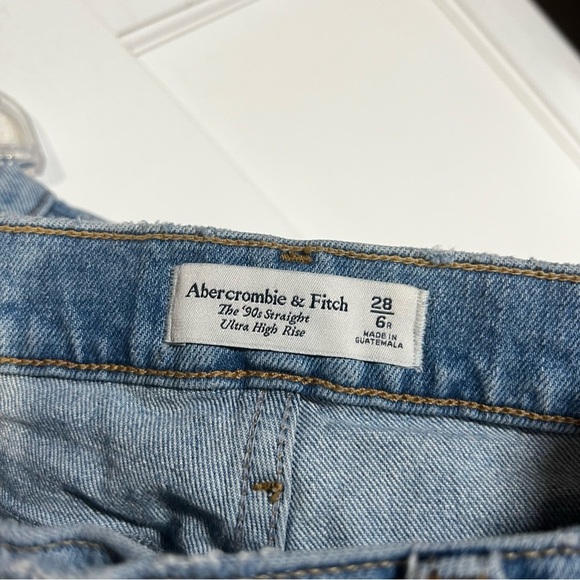 Abercrombie & Fitch
The '90s Straight
Ultra High Rise
28
6R
MADE IN
GUATEMALA